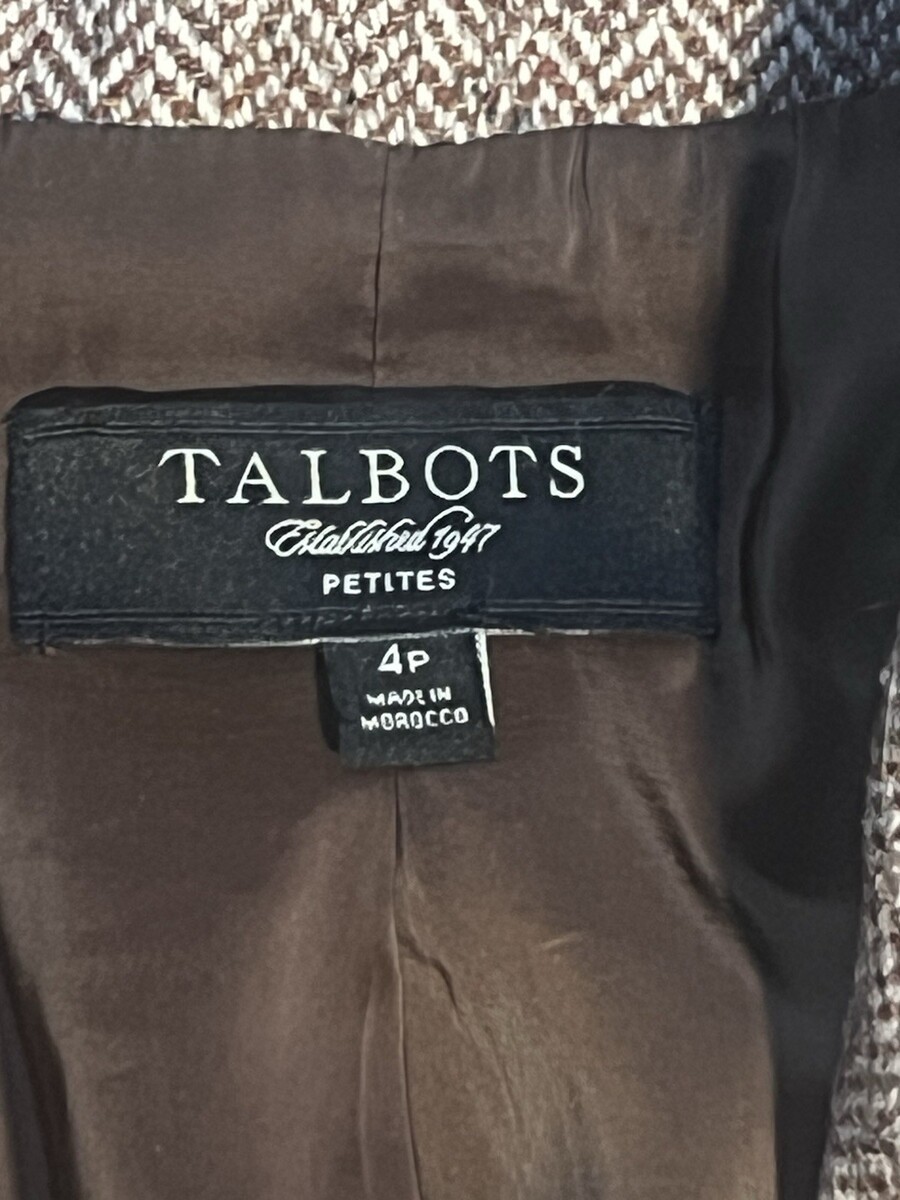 TALBOTS
Established 1947
PETITES
4P
MADE IN
MOROCCO